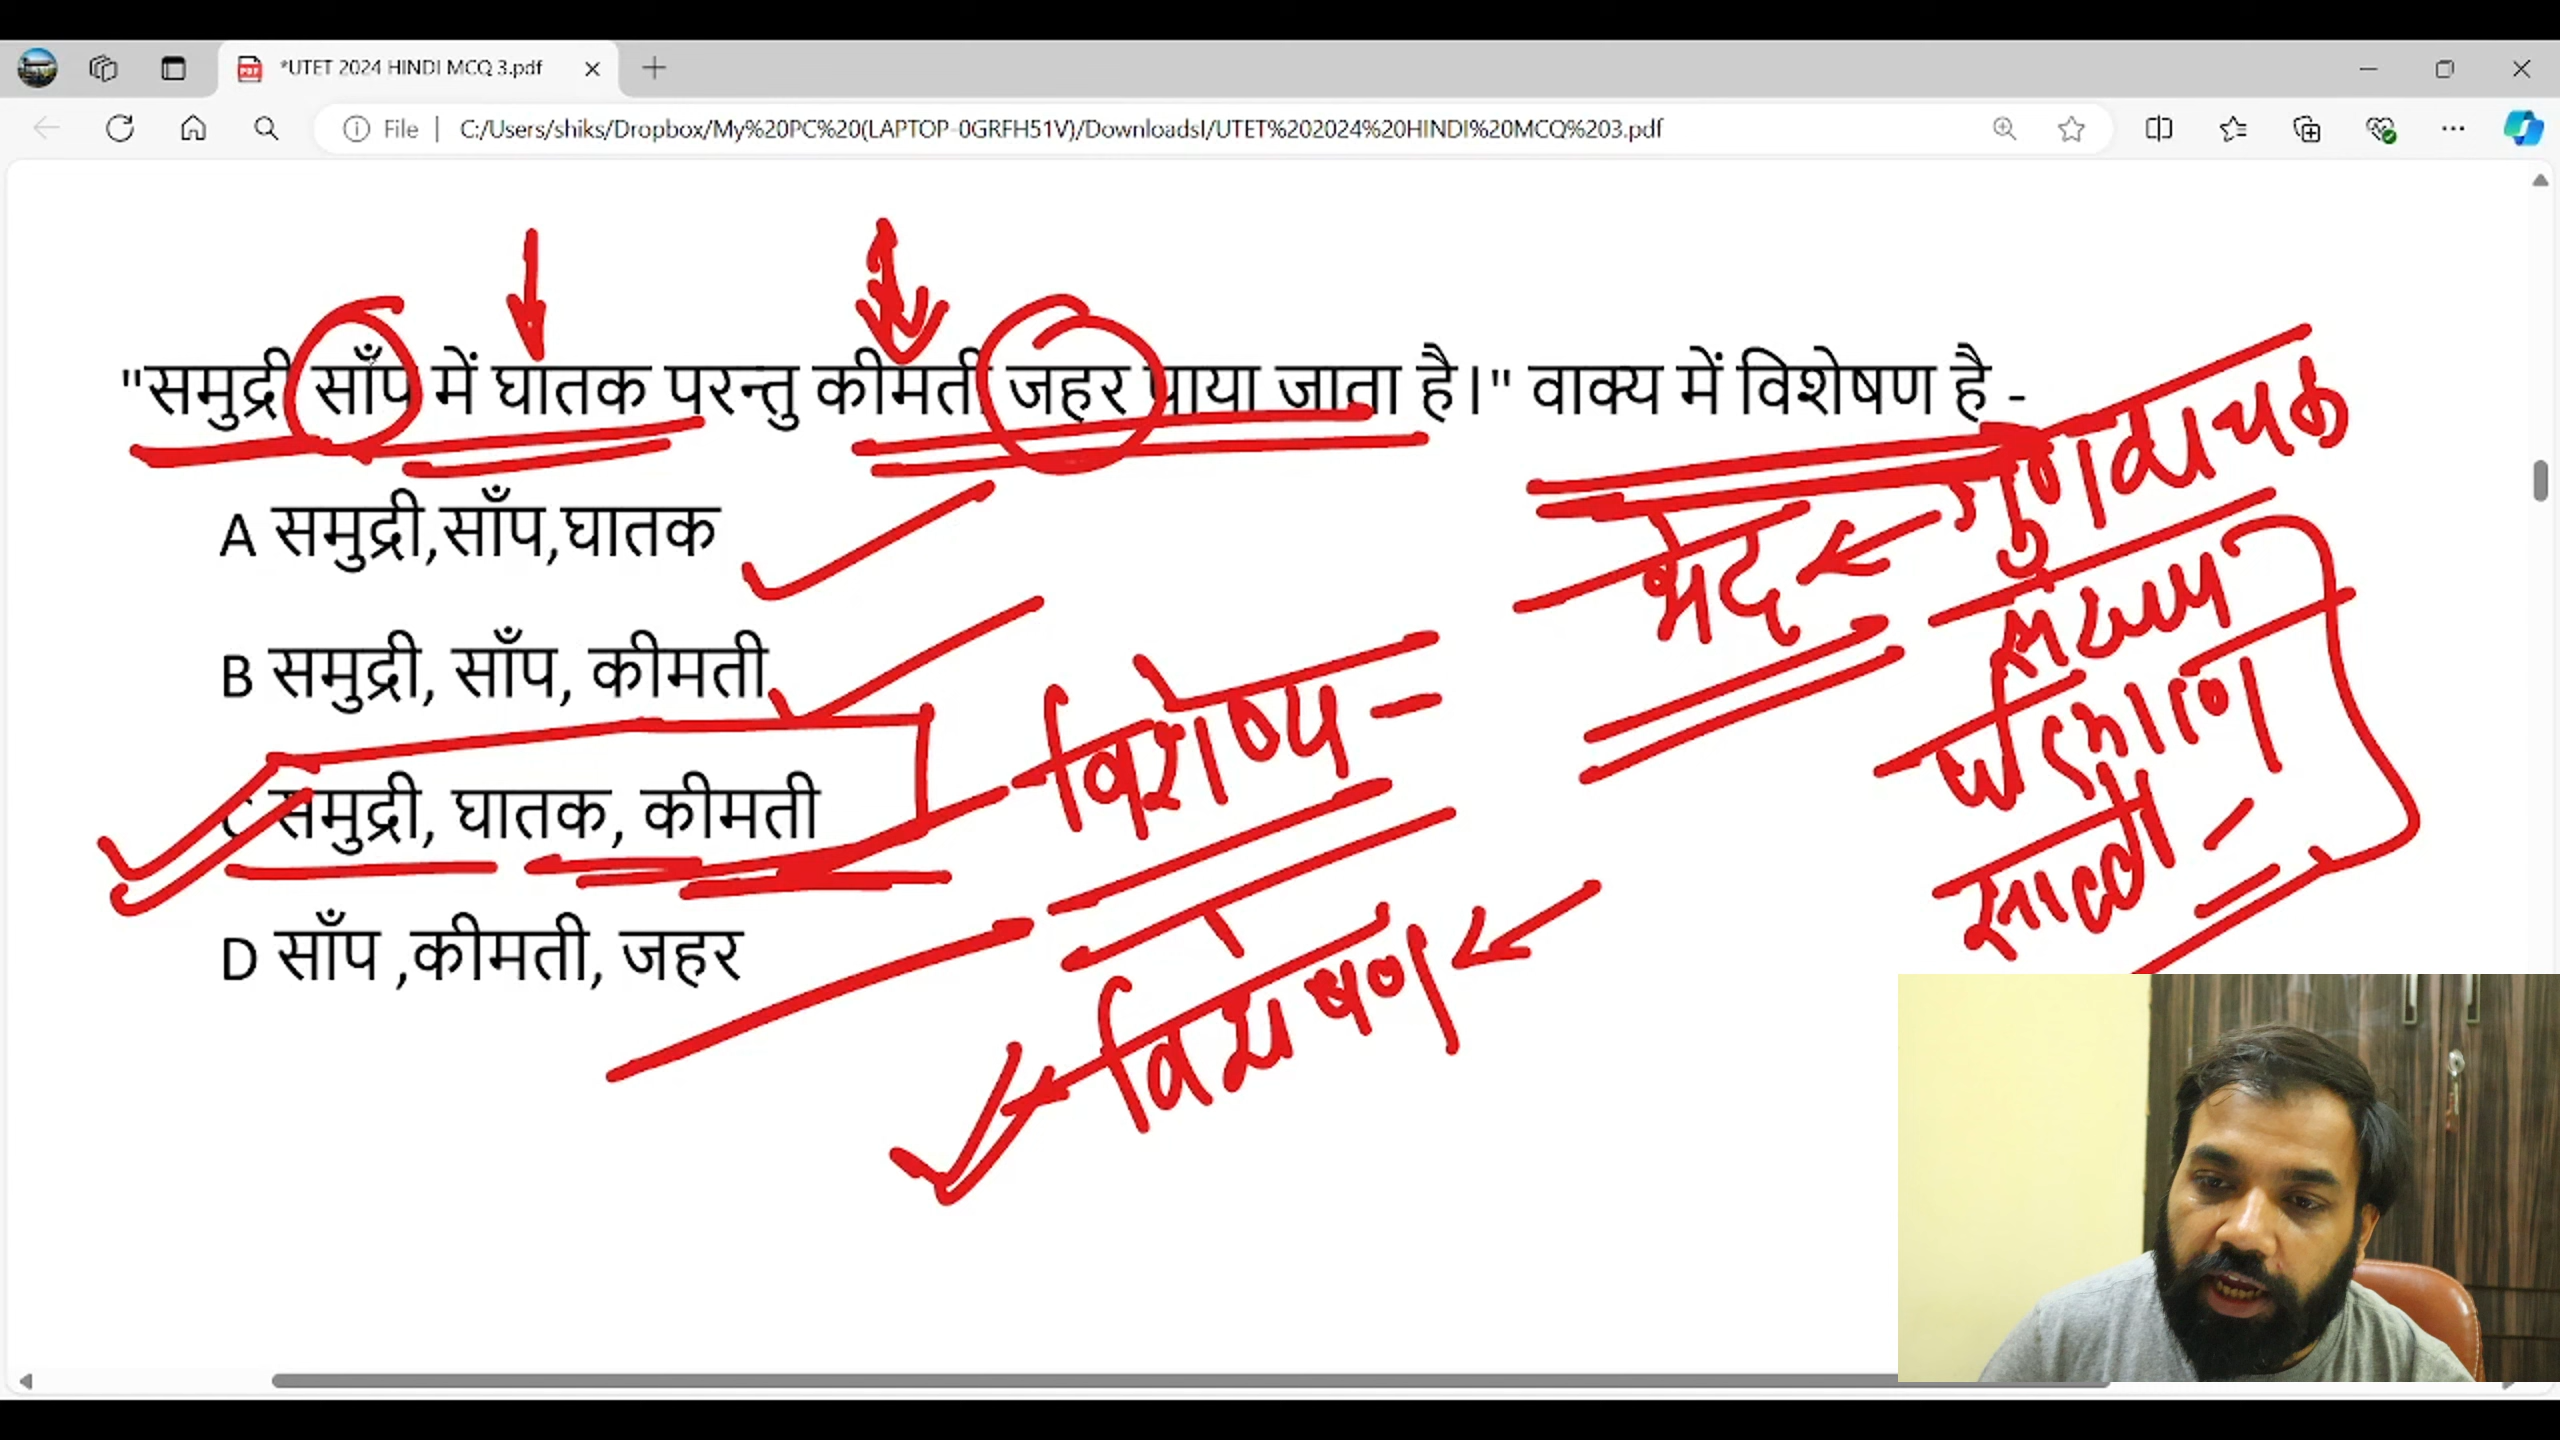 *UTET 2024 HINDI MCQ 3.pdf
File | C:/Users/shiks/Dropbox/My%20PC%20(LAPTOP-0GRFH51V)/DownloadsI/UTET%202024%20HINDI%20MCQ%203.pdf
"समुद्री साँप में घातक परन्तु कीमती जहर पाया जाता है।" वाक्य में विशेषण है -
गुणवाचक
A समुद्री,साँप,घातक
भेद
B समुद्री, साँप, कीमती
विशेष्य -
परिमाण
C समुद्री, घातक, कीमती
D साँप ,कीमती, जहर
विशेषण